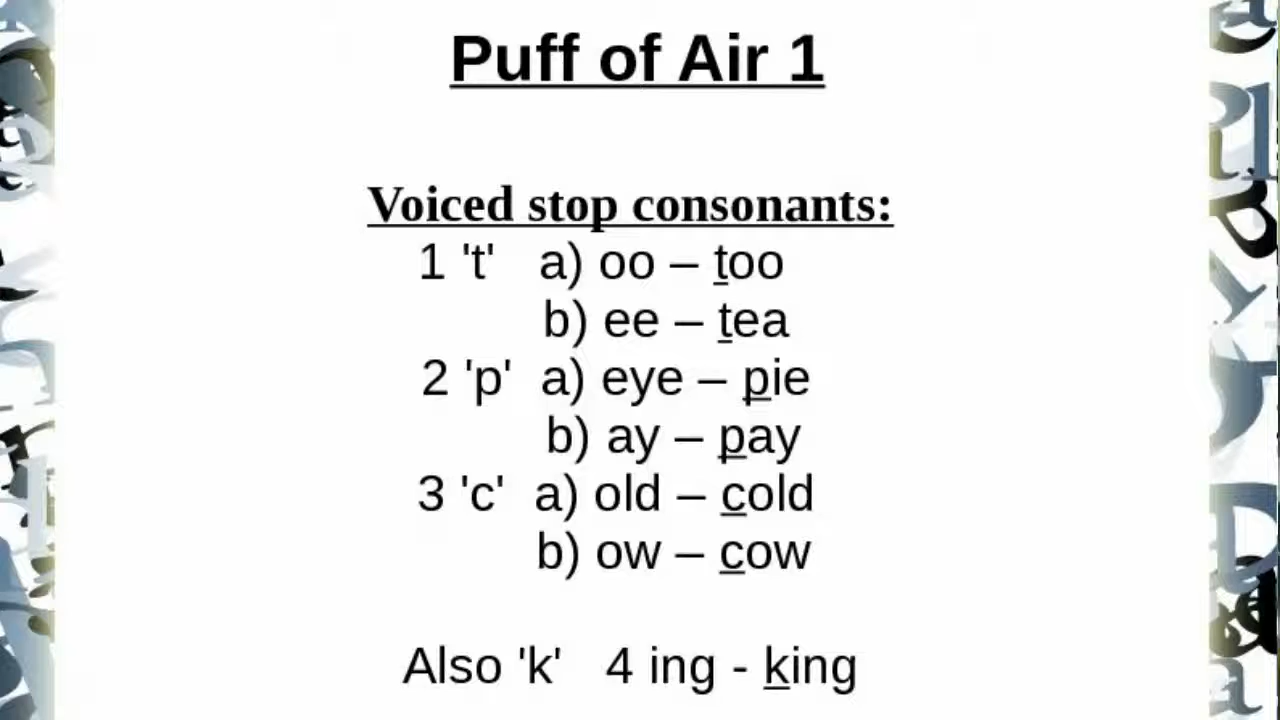 Puff of Air 1
Voiced stop consonants:
1 't' a) oo – too
b) ee – tea
2 'p' a) eye – pie
b) ay – pay
3 'c' a) old – cold
b) ow – cow
Also 'k' 4 ing - king